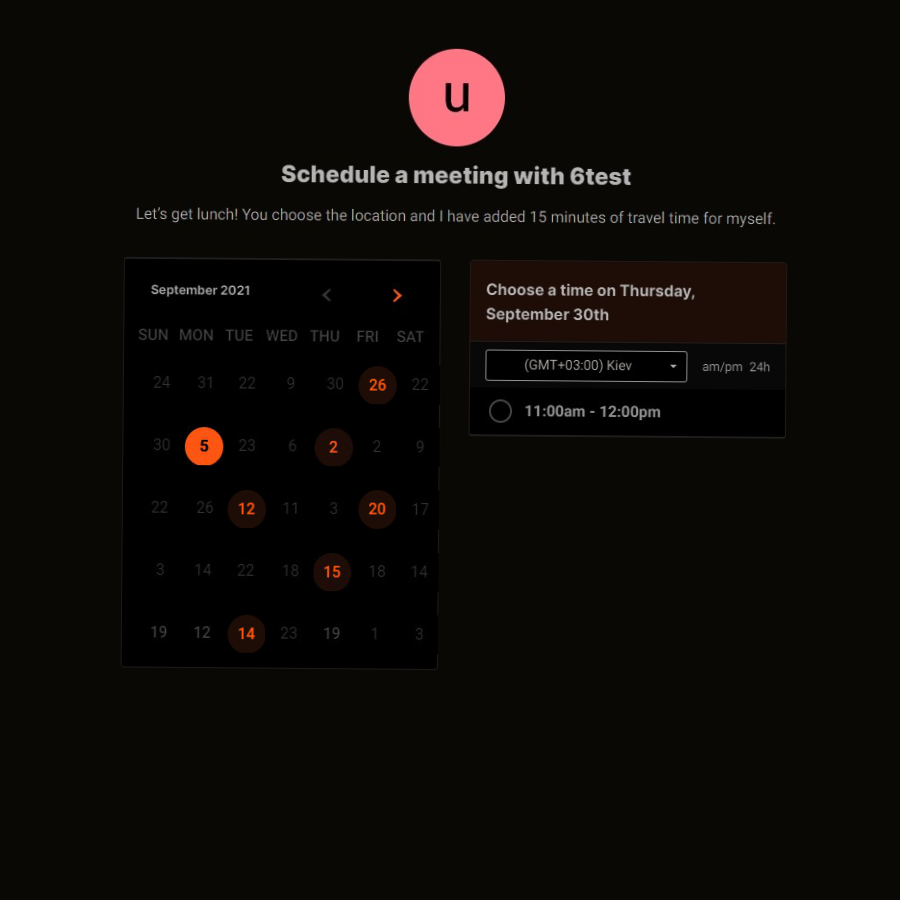 u
Schedule a meeting with 6test
Let's get lunch! You choose the location and I have added 15 minutes of travel time for myself.
September 2021
SUN MON TUE WED THU FRI SAT
24 31 22 9 30 26 22
30 5 23 6 2 2 9
22 26 12 11 3 20 17
3 14 22 18 15 18 14
19 12 14 23 19 1 3
Choose a time on Thursday,
September 30th
(GMT+03:00) Kiev am/pm 24h
11:00am - 12:00pm